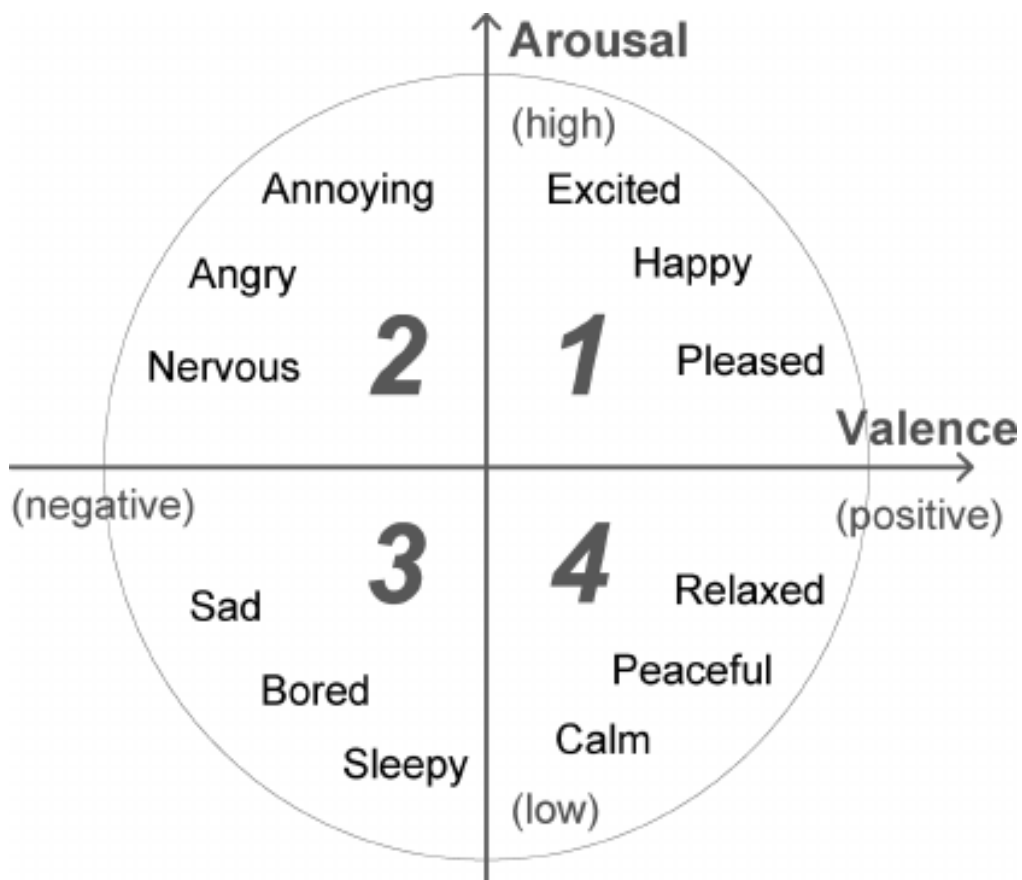 Arousal
(high)
Annoying
Excited
Angry
Happy
2
1
Nervous
Pleased
Valence
(negative)
(positive)
3
4
Sad
Relaxed
Bored
Peaceful
Sleepy
Calm
(low)